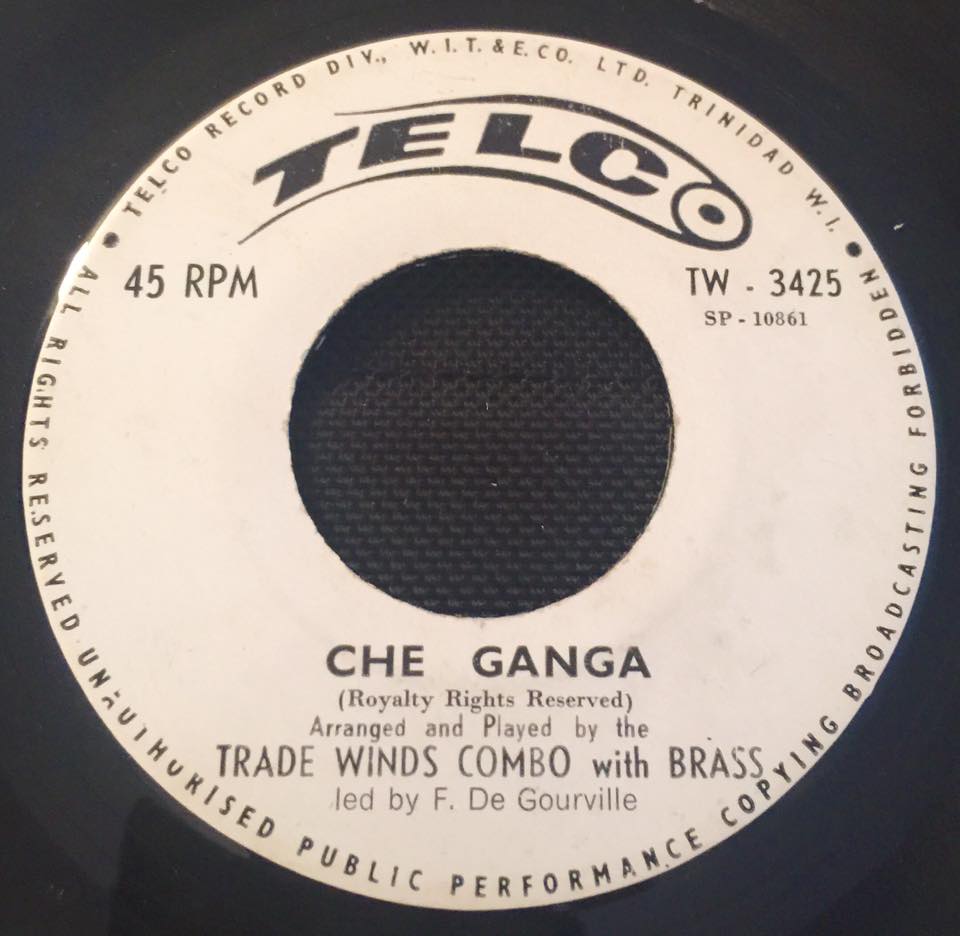 TELCO RECORD DIV., W.I.T. & E. CO. LTD. TRINIDAD W.I.
TELCO
45 RPM
TW - 3425
SP - 10861
CHE GANGA
(Royalty Rights Reserved)
Arranged and Played by the
TRADE WINDS COMBO with BRASS
led by F. De Gourville
ALL RIGHTS RESERVED UNAUTHORISED PUBLIC PERFORMANCE COPYING BROADCASTING FORBIDDEN